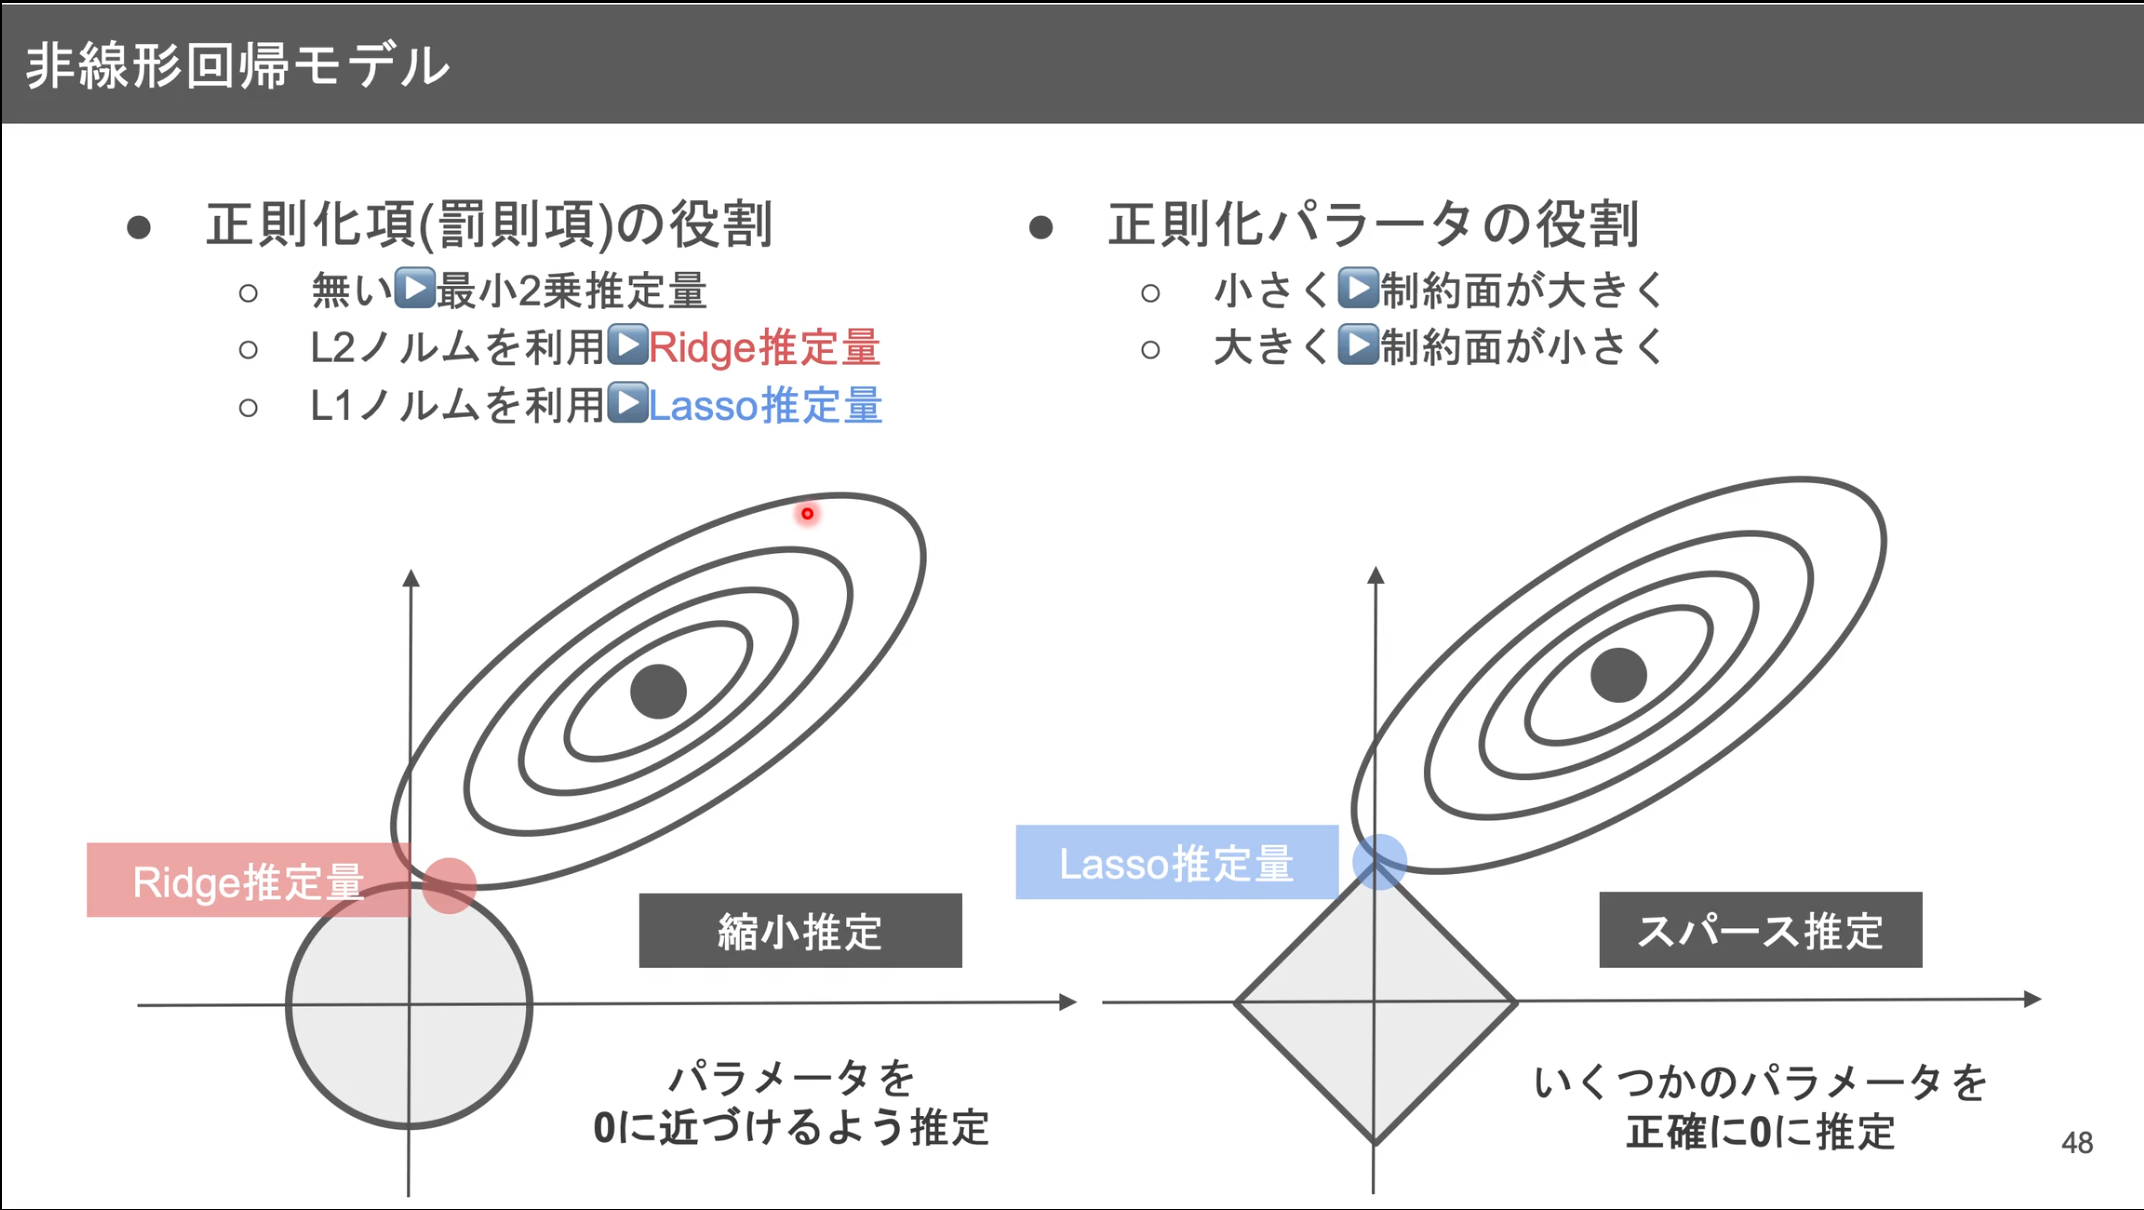 非線形回帰モデル
● 正則化項(罰則項)の役割
○ 無い▶最小2乗推定量
○ L2ノルムを利用▶Ridge推定量
○ L1ノルムを利用▶Lasso推定量
● 正則化パラータの役割
○ 小さく▶制約面が大きく
○ 大きく▶制約面が小さく
Ridge推定量
縮小推定
パラメータを
0に近づけるよう推定
Lasso推定量
スパース推定
いくつかのパラメータを
正確に0に推定
48